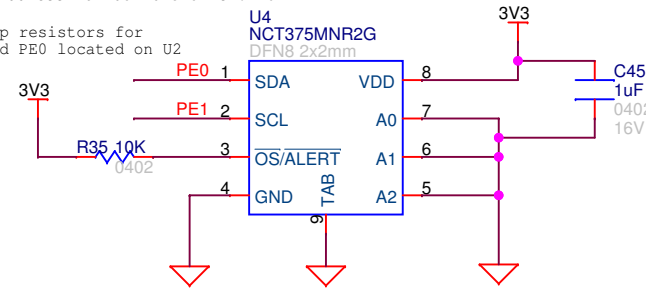 U4
NCT375MNR2G
DFN8 2x2mm
3V3
p resistors for
d PE0 located on U2
PE0 1 SDA VDD 8
C45
1uF
0402
16V
3V3
PE1 2 SCL A0 7
R35 10K
0402
3 OS/ALERT A1 6
4 GND TAB A2 5
9